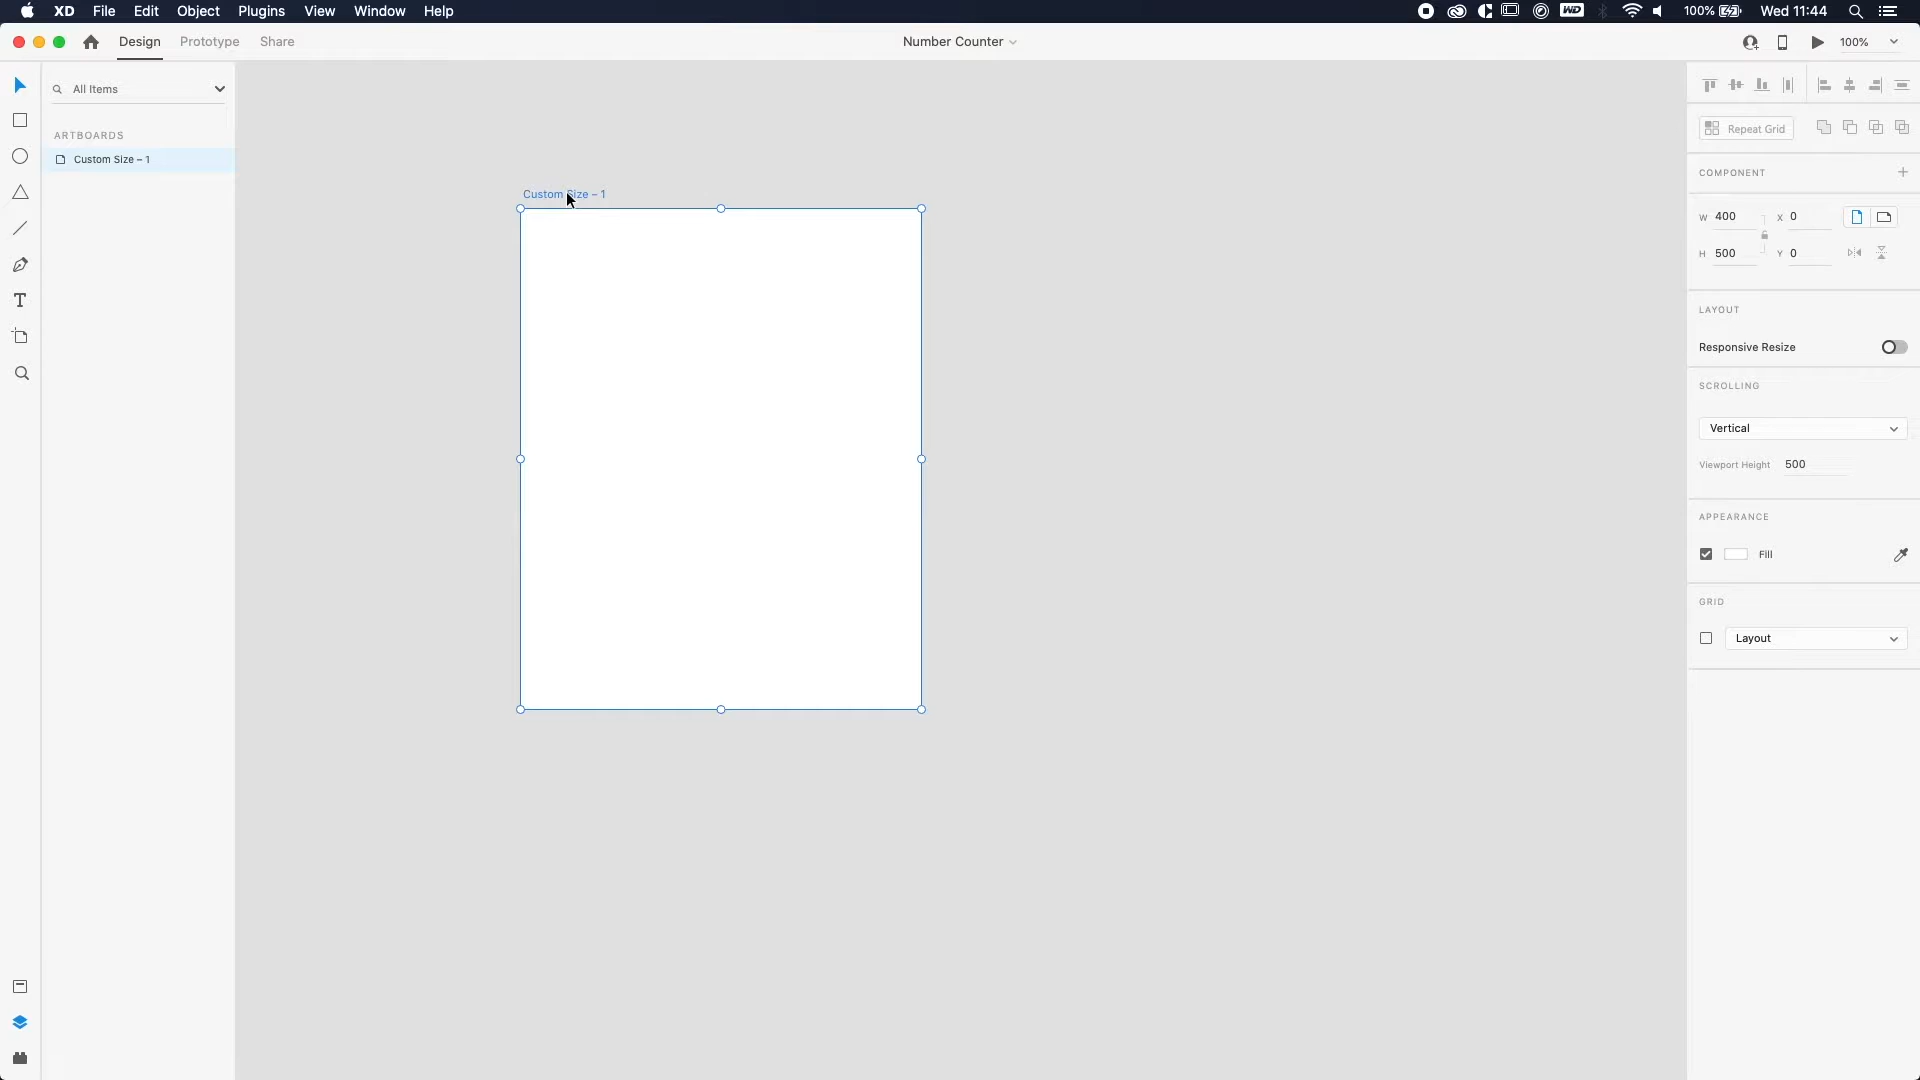 XD File Edit Object Plugins View Window Help WD 100% Wed 11:44
Design Prototype Share Number Counter 100%
All Items
ARTBOARDS
Custom Size – 1
Custom Size – 1
Repeat Grid
COMPONENT
W 400 X 0
H 500 Y 0
LAYOUT
Responsive Resize
SCROLLING
Vertical
Viewport Height 500
APPEARANCE
Fill
GRID
Layout
T